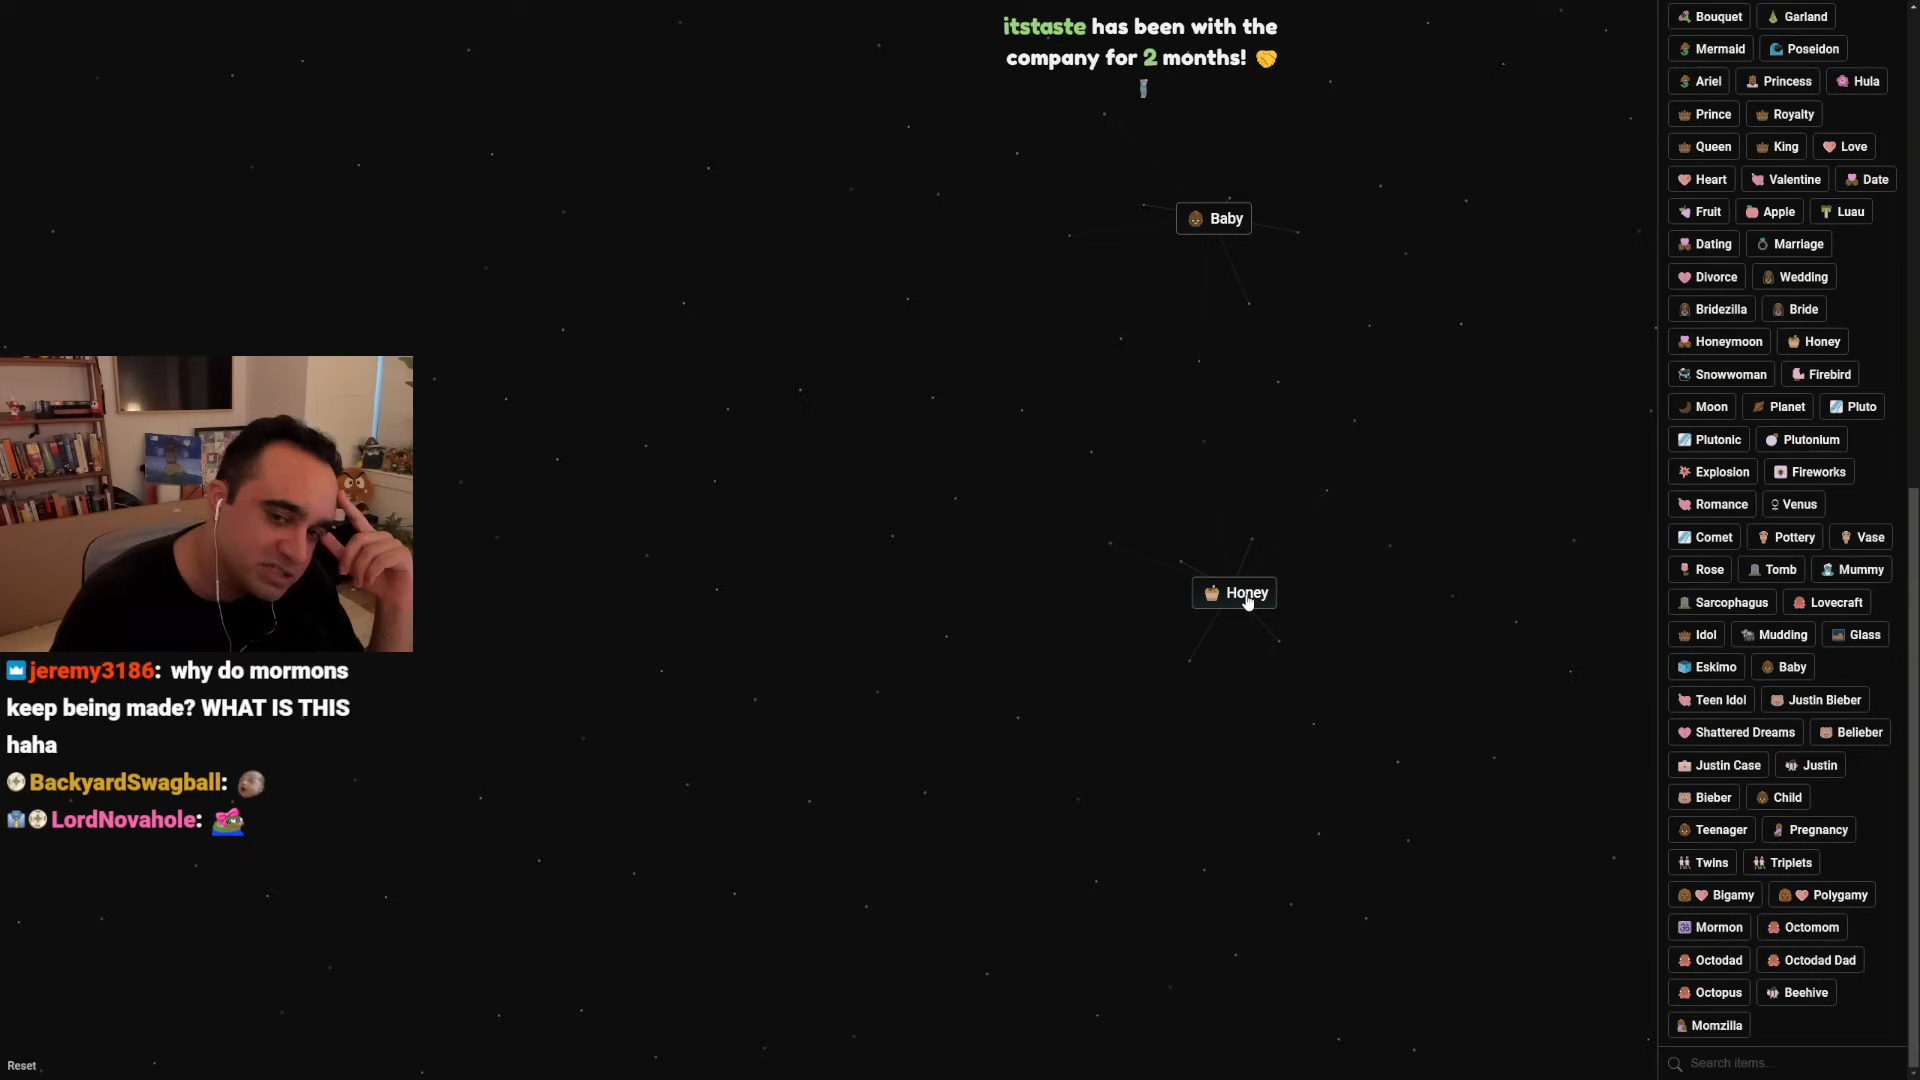 itstaste has been with the
company for 2 months!
Baby
Honey
jeremy3186: why do mormons
keep being made? WHAT IS THIS
haha
BackyardSwagball:
LordNovahole:
Reset
Bouquet Garland
Mermaid Poseidon
Ariel Princess Hula
Prince Royalty
Queen King Love
Heart Valentine Date
Fruit Apple Luau
Dating Marriage
Divorce Wedding
Bridezilla Bride
Honeymoon Honey
Snowwoman Firebird
Moon Planet Pluto
Plutonic Plutonium
Explosion Fireworks
Romance Venus
Comet Pottery Vase
Rose Tomb Mummy
Sarcophagus Lovecraft
Idol Mudding Glass
Eskimo Baby
Teen Idol Justin Bieber
Shattered Dreams Belieber
Justin Case Justin
Bieber Child
Teenager Pregnancy
Twins Triplets
Bigamy Polygamy
Mormon Octomom
Octodad Octodad Dad
Octopus Beehive
Momzilla
Search items...